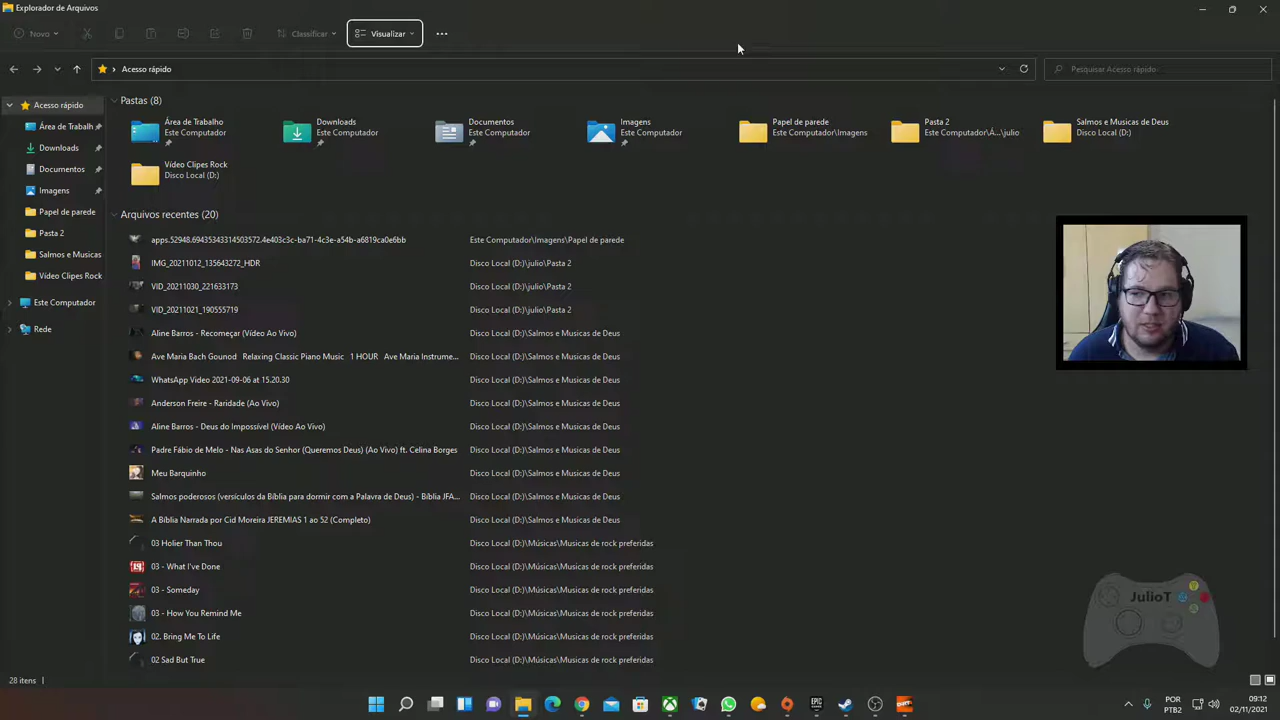 Explorador de Arquivos
Novo
Classificar
Visualizar
Acesso rápido
Pesquisar Acesso rápido
Acesso rápido
Área de Trabalh
Downloads
Documentos
Imagens
Papel de parede
Pasta 2
Salmos e Musicas
Vídeo Clipes Rock
Este Computador
Rede
Pastas (8)
Área de Trabalho
Este Computador
Downloads
Este Computador
Documentos
Este Computador
Imagens
Este Computador
Papel de parede
Este Computador\Imagens
Pasta 2
Este Computador\Á...\julio
Salmos e Musicas de Deus
Disco Local (D:)
Vídeo Clipes Rock
Disco Local (D:)
Arquivos recentes (20)
apps.52948.69435343314503572.4e403c3c-ba71-4c3e-a54b-a6819ca0e6bb Este Computador\Imagens\Papel de parede
IMG_20211012_135643272_HDR Disco Local (D:)\julio\Pasta 2
VID_20211030_221633173 Disco Local (D:)\julio\Pasta 2
VID_20211021_190555719 Disco Local (D:)\julio\Pasta 2
Aline Barros - Recomeçar (Vídeo Ao Vivo) Disco Local (D:)\Salmos e Musicas de Deus
Ave Maria Bach Gounod Relaxing Classic Piano Music 1 HOUR Ave Maria Instrume... Disco Local (D:)\Salmos e Musicas de Deus
WhatsApp Video 2021-09-06 at 15.20.30 Disco Local (D:)\Salmos e Musicas de Deus
Anderson Freire - Raridade (Ao Vivo) Disco Local (D:)\Salmos e Musicas de Deus
Aline Barros - Deus do Impossível (Vídeo Ao Vivo) Disco Local (D:)\Salmos e Musicas de Deus
Padre Fábio de Melo - Nas Asas do Senhor (Queremos Deus) (Ao Vivo) ft. Celina Borges Disco Local (D:)\Salmos e Musicas de Deus
Meu Barquinho Disco Local (D:)\Salmos e Musicas de Deus
Salmos poderosos (versículos da Bíblia para dormir com a Palavra de Deus) - Bíblia JFA... Disco Local (D:)\Salmos e Musicas de Deus
A Bíblia Narrada por Cid Moreira JEREMIAS 1 ao 52 (Completo) Disco Local (D:)\Salmos e Musicas de Deus
03 Holier Than Thou Disco Local (D:)\Músicas\Musicas de rock preferidas
03 - What I've Done Disco Local (D:)\Músicas\Musicas de rock preferidas
03 - Someday Disco Local (D:)\Músicas\Musicas de rock preferidas
03 - How You Remind Me Disco Local (D:)\Músicas\Musicas de rock preferidas
02. Bring Me To Life Disco Local (D:)\Músicas\Musicas de rock preferidas
02 Sad But True Disco Local (D:)\Músicas\Musicas de rock preferidas
JulioT
28 itens
POR
PTB2
09:12
02/11/2021